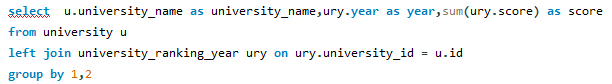 select  u.university_name as university_name,ury.year as year,sum(ury.score) as score
from university u
left join university_ranking_year ury on ury.university_id = u.id
group by 1,2